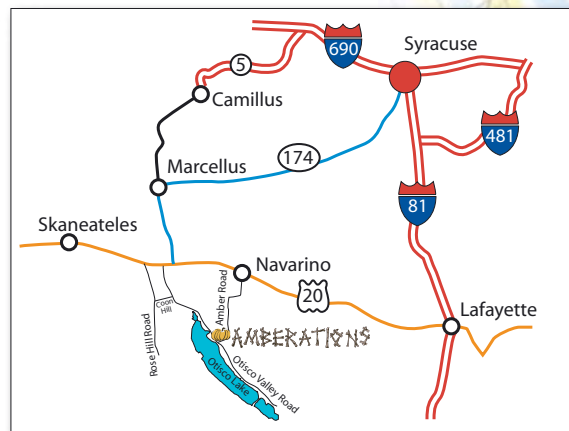 690
Syracuse
5
Camillus
481
174
Marcellus
81
Skaneateles
Navarino
20
Lafayette
Rose Hill Road
Coon
Hill
Amber Road
AMBERATIONS
Otisco Lake
Otisco Valley Road